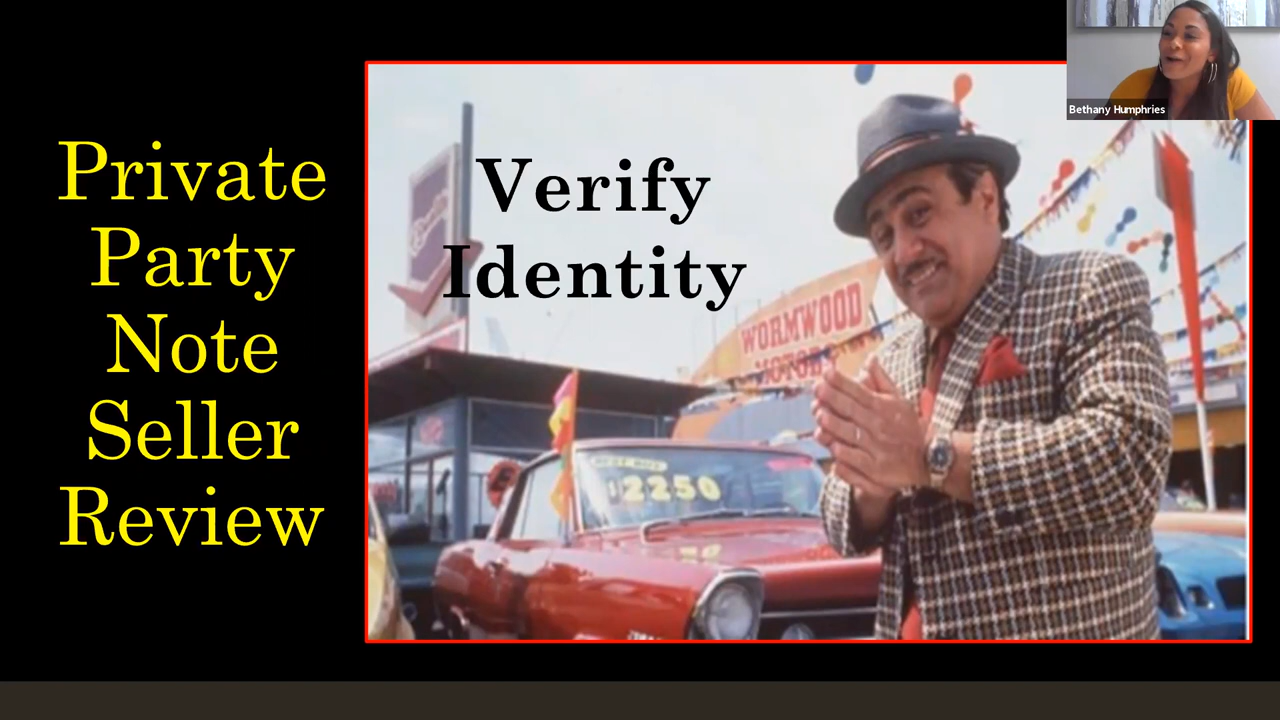 Private
Party
Note
Seller
Review
Verify
Identity
WORMWOOD
MOTORS
$2250
Bethany Humphries